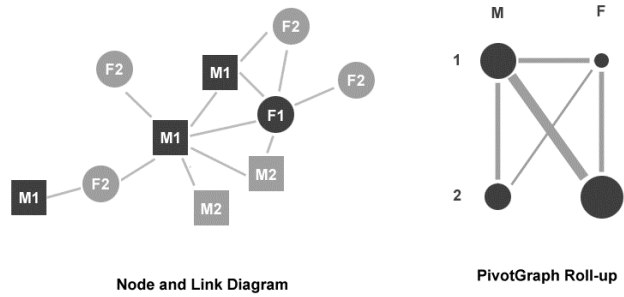 M F
F2
M1
F2
F2
1
F1
M1
F2
M2
M1
M2
2
Node and Link Diagram
PivotGraph Roll-up